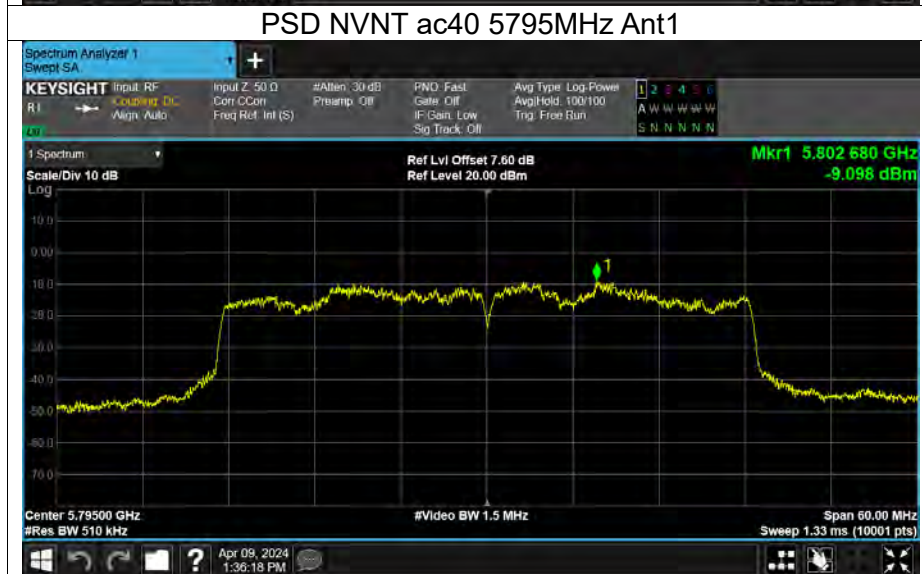 PSD NVNT ac40 5795MHz Ant1
Spectrum Analyzer 1
Swept SA
+
KEYSIGHT Input: RF Input Z: 50 Ω #Atten: 30 dB PNO: Fast Avg Type: Log-Power 1 2 3 4 5 6
Coupling: DC Corr CCorr Preamp: Off Gate: Off Avg|Hold: 100/100 A W W W W W
Align: Auto Freq Ref: Int (S) IF Gain: Low Trig: Free Run
Sig Track: Off S N N N N N
1 Spectrum Ref Lvl Offset 7.60 dB Mkr1 5.802 680 GHz
Scale/Div 10 dB Ref Level 20.00 dBm -9.098 dBm
Log
10.0
0.00
1
-10.0
-20.0
-30.0
-40.0
-50.0
-60.0
-70.0
Center 5.79500 GHz #Video BW 1.5 MHz Span 60.00 MHz
#Res BW 510 kHz Sweep 1.33 ms (10001 pts)
? Apr 09, 2024
1:36:18 PM